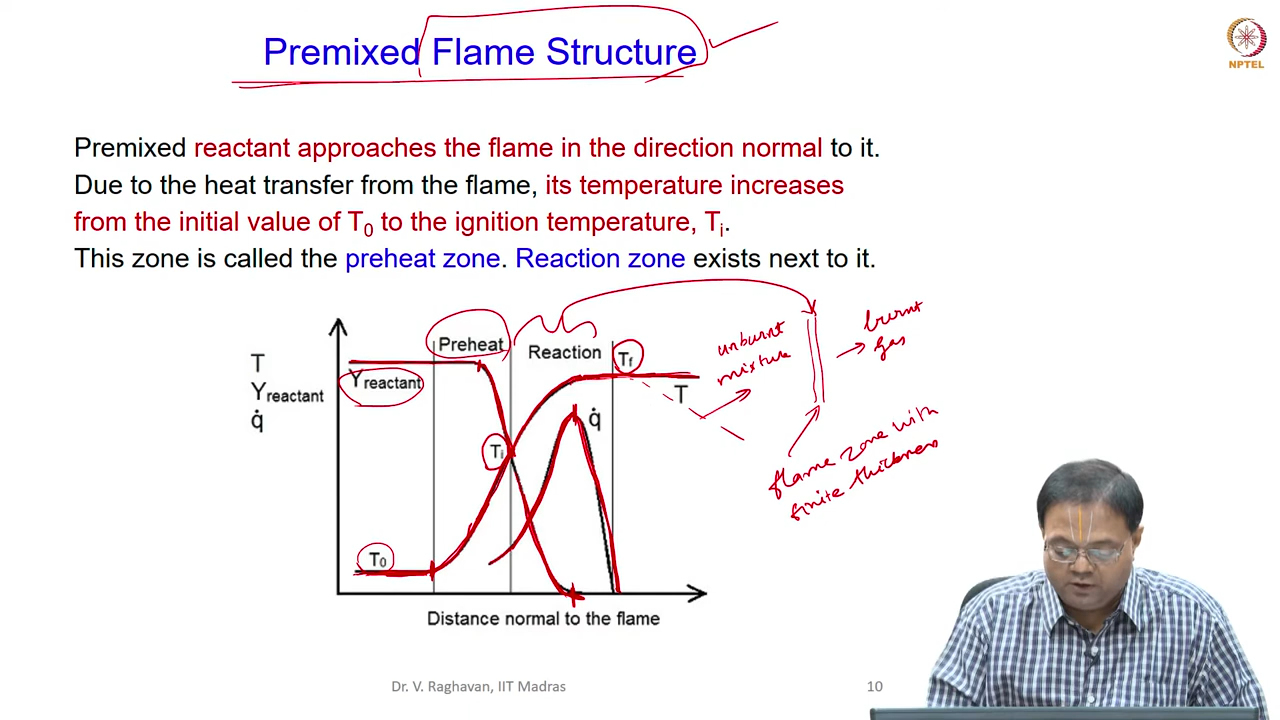 Premixed Flame Structure
NPTEL
Premixed reactant approaches the flame in the direction normal to it.
Due to the heat transfer from the flame, its temperature increases
from the initial value of T0 to the ignition temperature, Ti.
This zone is called the preheat zone. Reaction zone exists next to it.
T
Yreactant
q̇
Preheat
Reaction
Tf
Yreactant
T
q̇
Ti
T0
Distance normal to the flame
unburnt
mixture
burnt
gas
flame zone with
finite thickness
Dr. V. Raghavan, IIT Madras
10